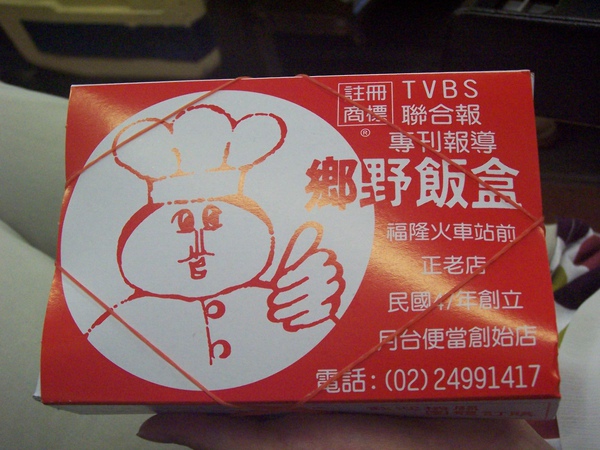 註冊
商標
®
TVBS
聯合報
專刊報導
鄉野飯盒
福隆火車站前
正老店
民國47年創立
月台便當創始店
電話:(02)24991417